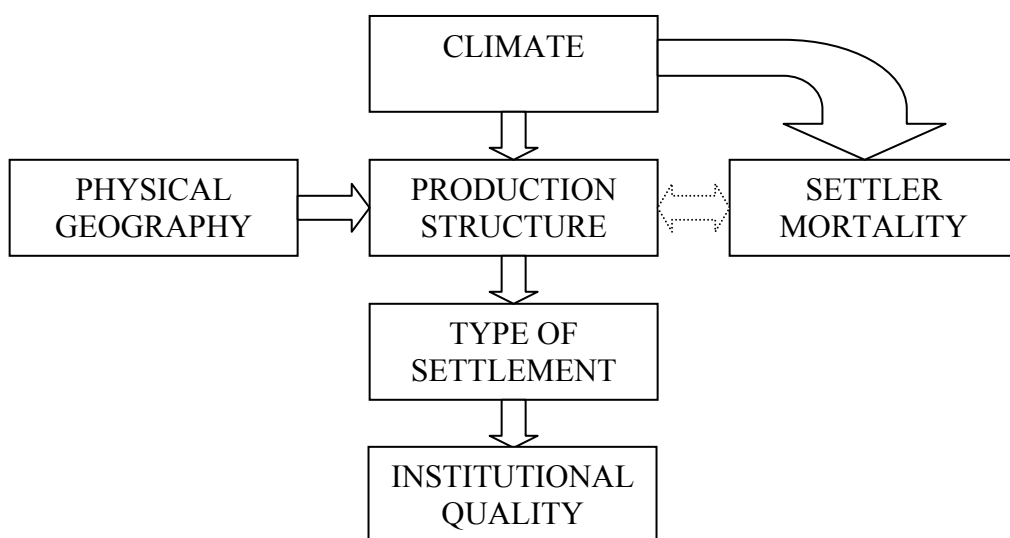 CLIMATE
PHYSICAL
GEOGRAPHY
PRODUCTION
STRUCTURE
SETTLER
MORTALITY
TYPE OF
SETTLEMENT
INSTITUTIONAL
QUALITY